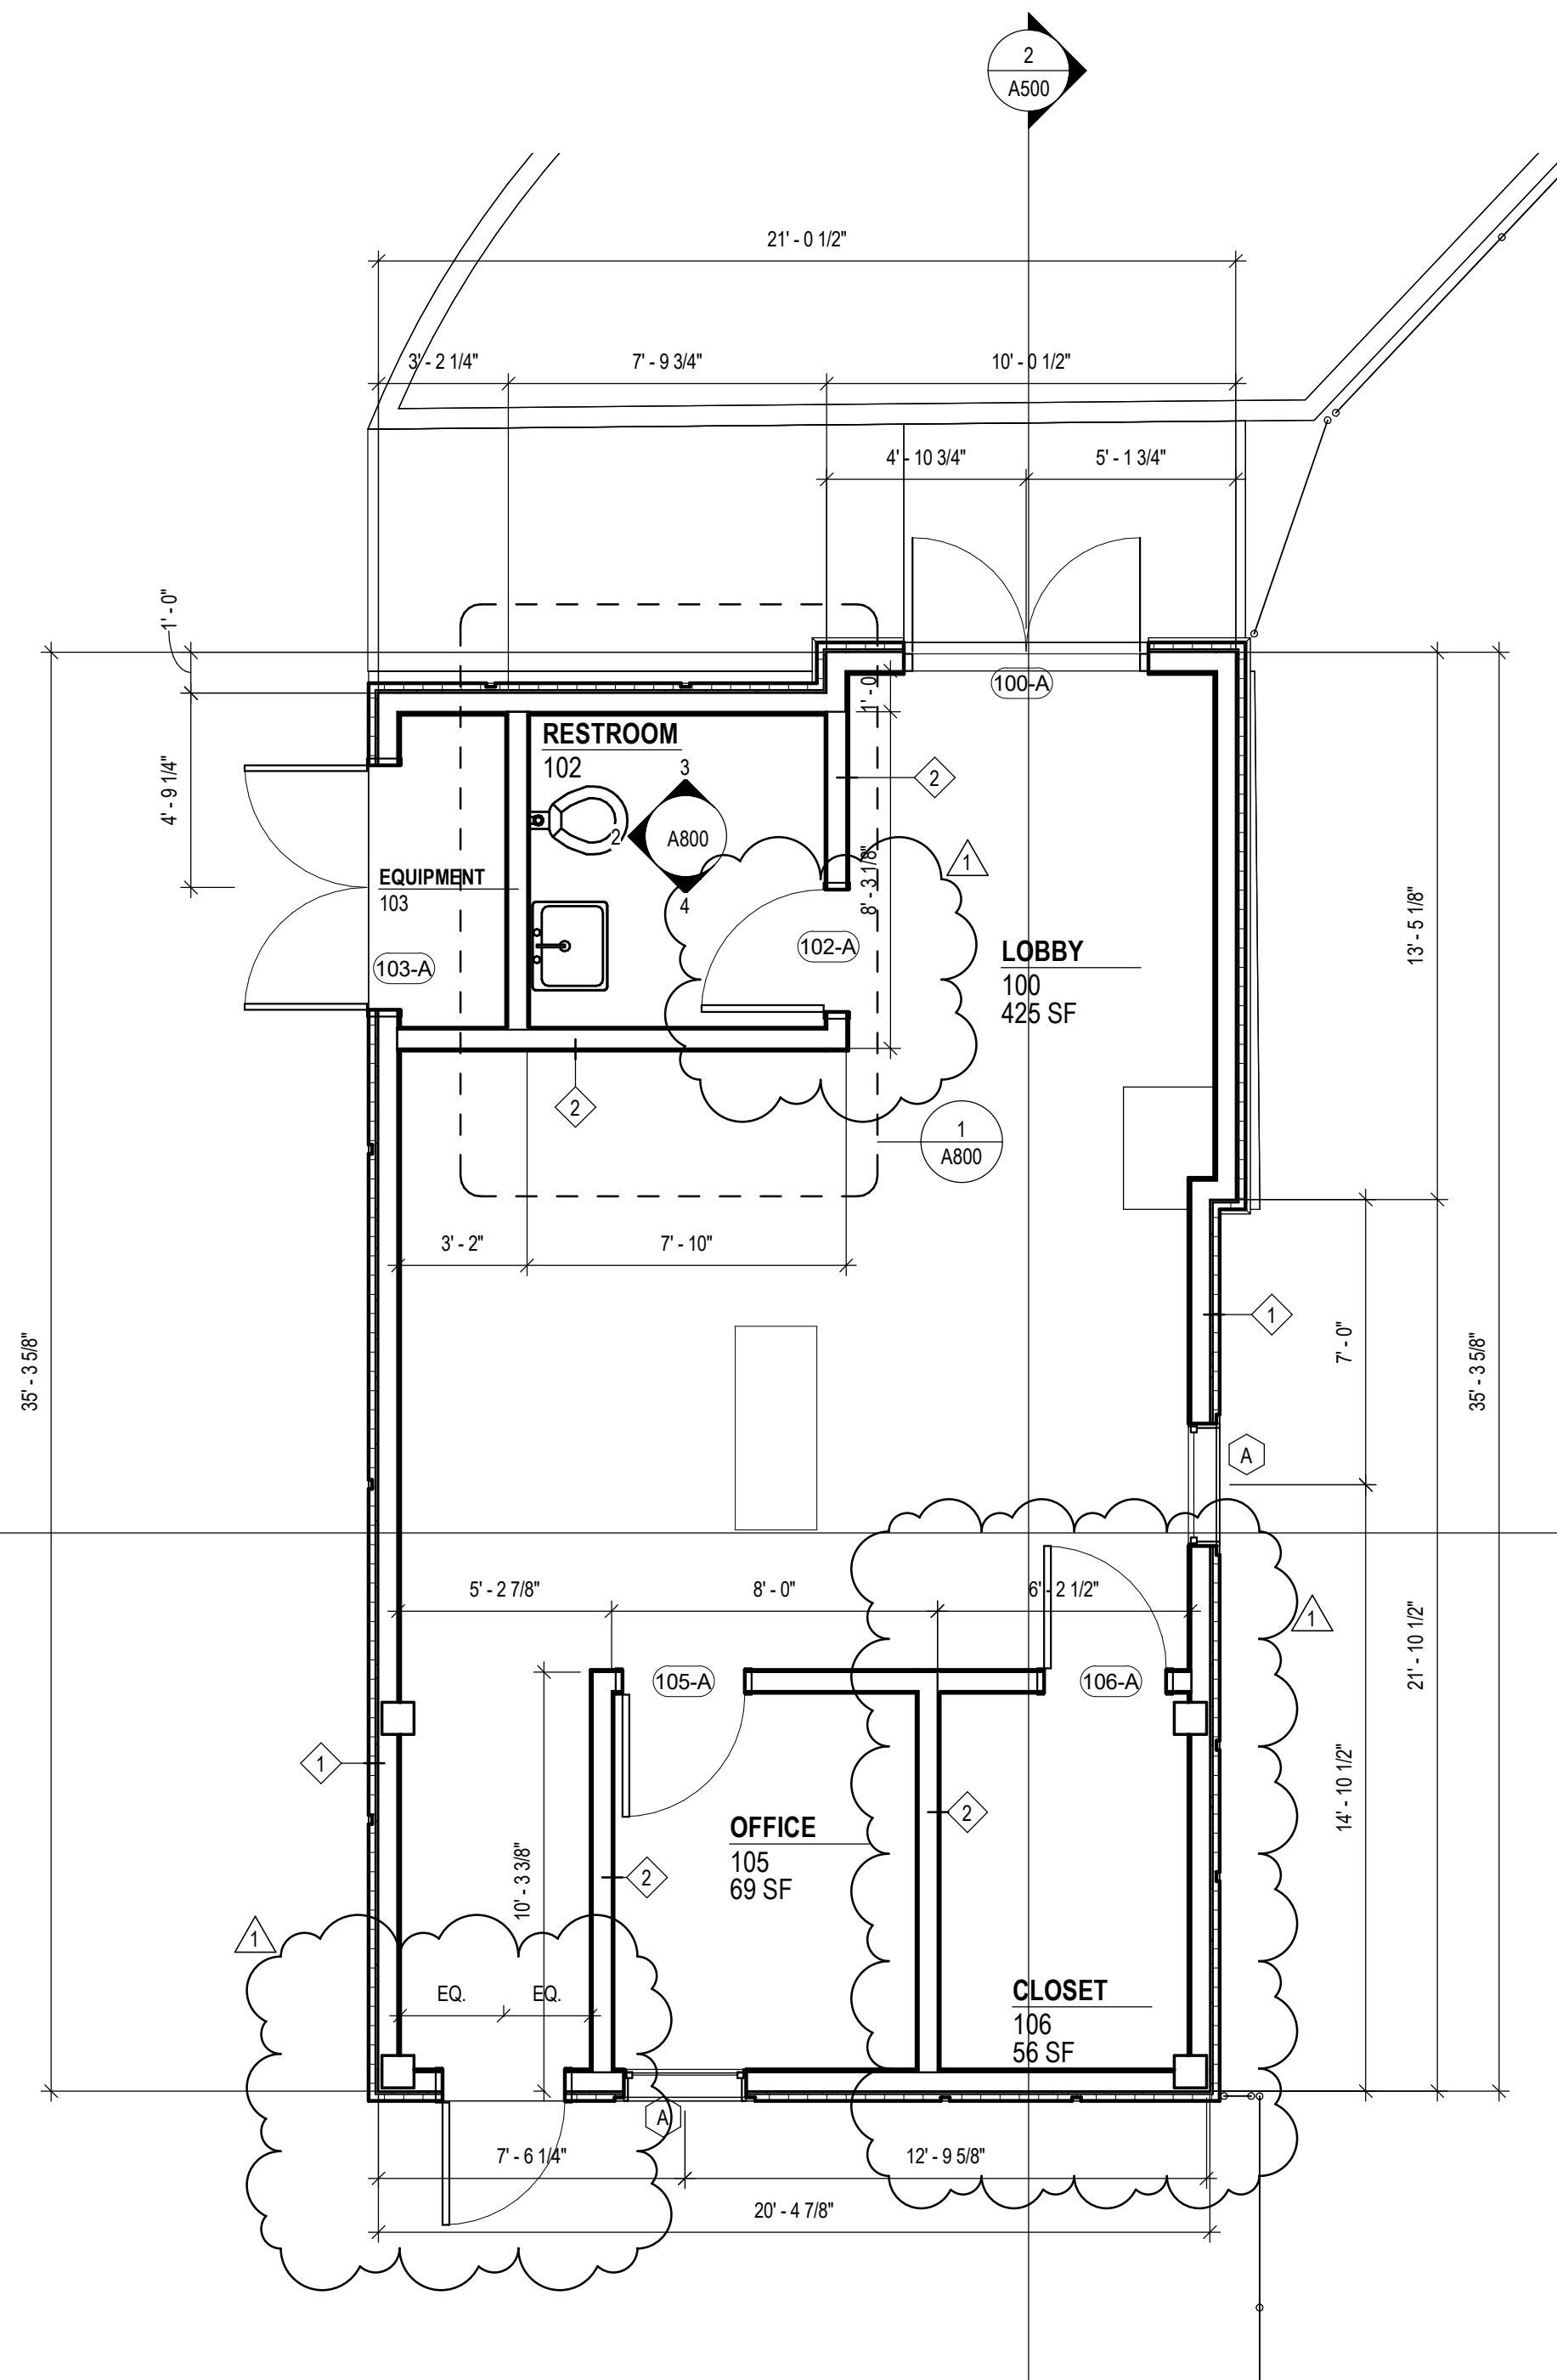 2
A500
21' - 0 1/2"
3' - 2 1/4"
7' - 9 3/4"
10' - 0 1/2"
4' - 10 3/4"
5' - 1 3/4"
1' - 0"
4' - 9 1/4"
100-A
1' - 0
RESTROOM
102
3
2
A800
4
2
8' - 3 1/8"
1
EQUIPMENT
103
103-A
102-A
LOBBY
100
425 SF
13' - 5 1/8"
2
1
A800
3' - 2"
7' - 10"
1
7' - 0"
35' - 3 5/8"
35' - 3 5/8"
A
5' - 2 7/8"
8' - 0"
6' - 2 1/2"
1
21' - 10 1/2"
105-A
106-A
1
14' - 10 1/2"
OFFICE
105
69 SF
2
2
10' - 3 3/8"
1
EQ.
EQ.
CLOSET
106
56 SF
A
7' - 6 1/4"
12' - 9 5/8"
20' - 4 7/8"